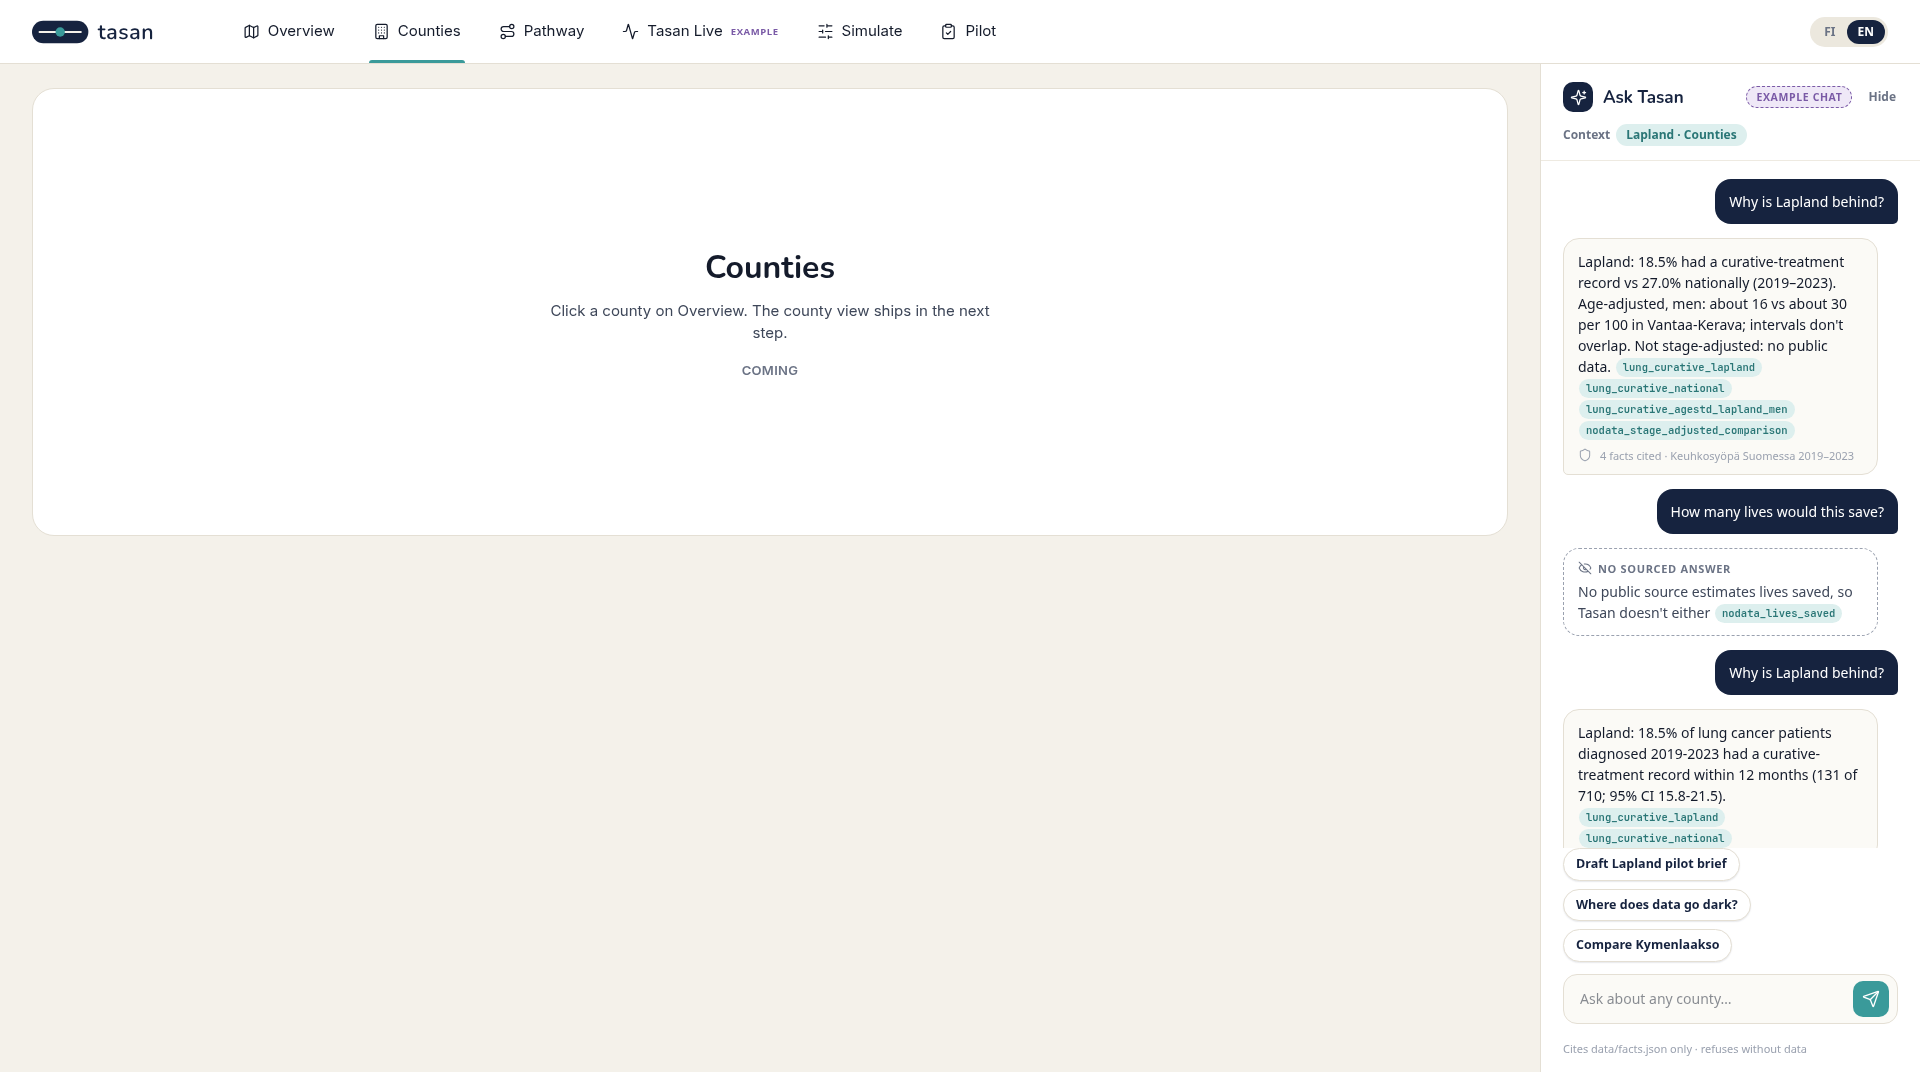 tasan
Overview
Counties
Pathway
Tasan Live EXAMPLE
Simulate
Pilot
FI EN
Counties
Click a county on Overview. The county view ships in the next
step.
COMING
Ask Tasan
EXAMPLE CHAT
Hide
Context Lapland · Counties
Why is Lapland behind?
Lapland: 18.5% had a curative-treatment
record vs 27.0% nationally (2019–2023).
Age-adjusted, men: about 16 vs about 30
per 100 in Vantaa-Kerava; intervals don't
overlap. Not stage-adjusted: no public
data. lung_curative_lapland
lung_curative_national
lung_curative_agestd_lapland_men
nodata_stage_adjusted_comparison
4 facts cited · Keuhkosyöpä Suomessa 2019–2023
How many lives would this save?
NO SOURCED ANSWER
No public source estimates lives saved, so
Tasan doesn't either nodata_lives_saved
Why is Lapland behind?
Lapland: 18.5% of lung cancer patients
diagnosed 2019-2023 had a curative-
treatment record within 12 months (131 of
710; 95% CI 15.8-21.5).
lung_curative_lapland
lung_curative_national
Draft Lapland pilot brief
Where does data go dark?
Compare Kymenlaakso
Ask about any county...
Cites data/facts.json only · refuses without data